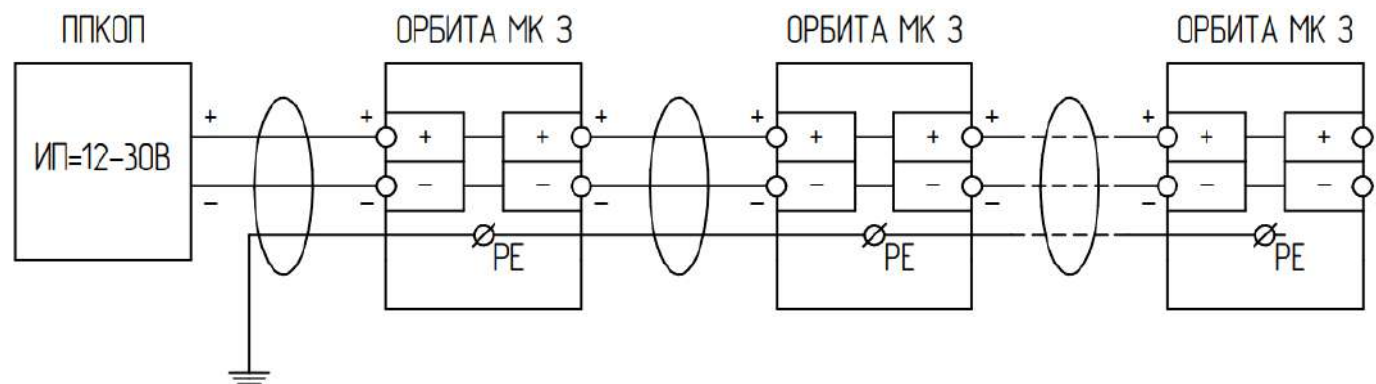 ППКОП
ОРБИТА МК 3
ОРБИТА МК 3
ОРБИТА МК 3
ИП=12-30В
+ + + + + + + + + + + +
– – – – – – – – – – – –
PE PE PE